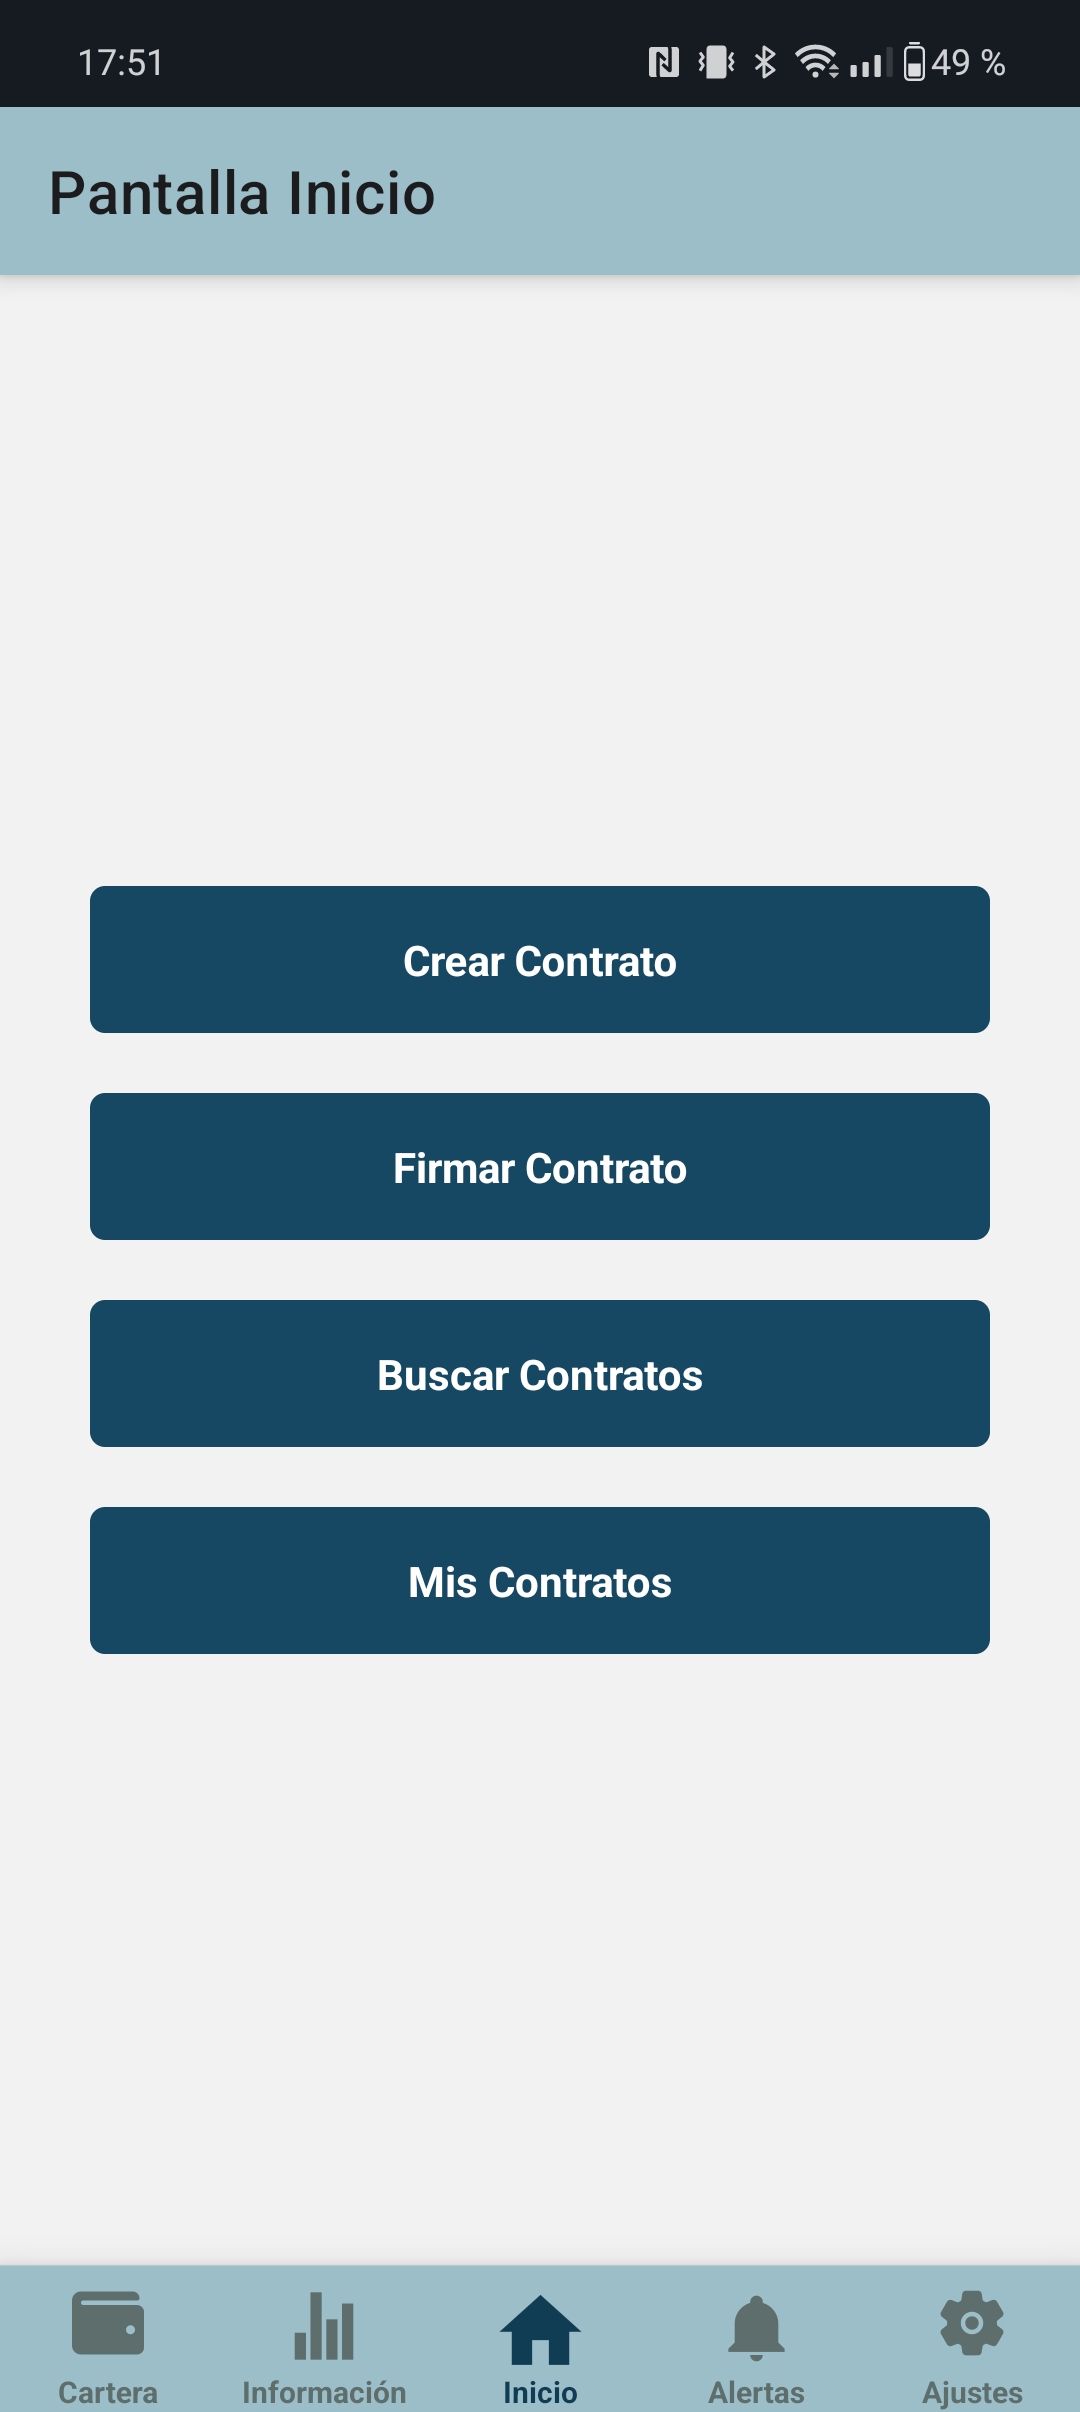 17:51
49 %
Pantalla Inicio
Crear Contrato
Firmar Contrato
Buscar Contratos
Mis Contratos
Cartera
Información
Inicio
Alertas
Ajustes